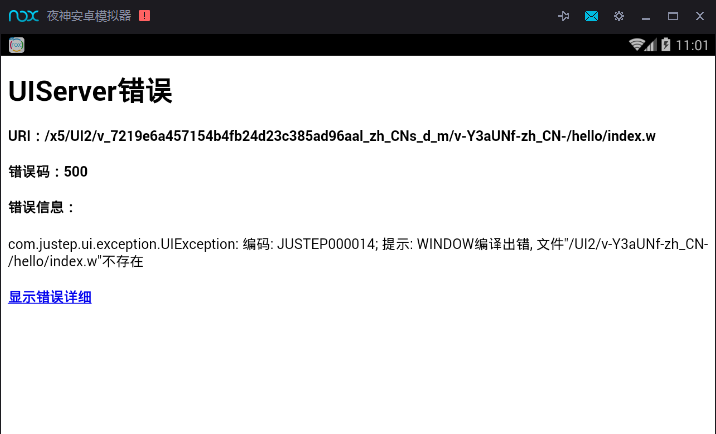 nox 夜神安卓模拟器
11:01
UIServer错误
URI：/x5/UI2/v_7219e6a457154b4fb24d23c385ad96aal_zh_CNs_d_m/v-Y3aUNf-zh_CN-/hello/index.w
错误码：500
错误信息：
com.justep.ui.exception.UIException: 编码: JUSTEP000014; 提示: WINDOW编译出错, 文件"/UI2/v-Y3aUNf-zh_CN-
/hello/index.w"不存在
显示错误详细